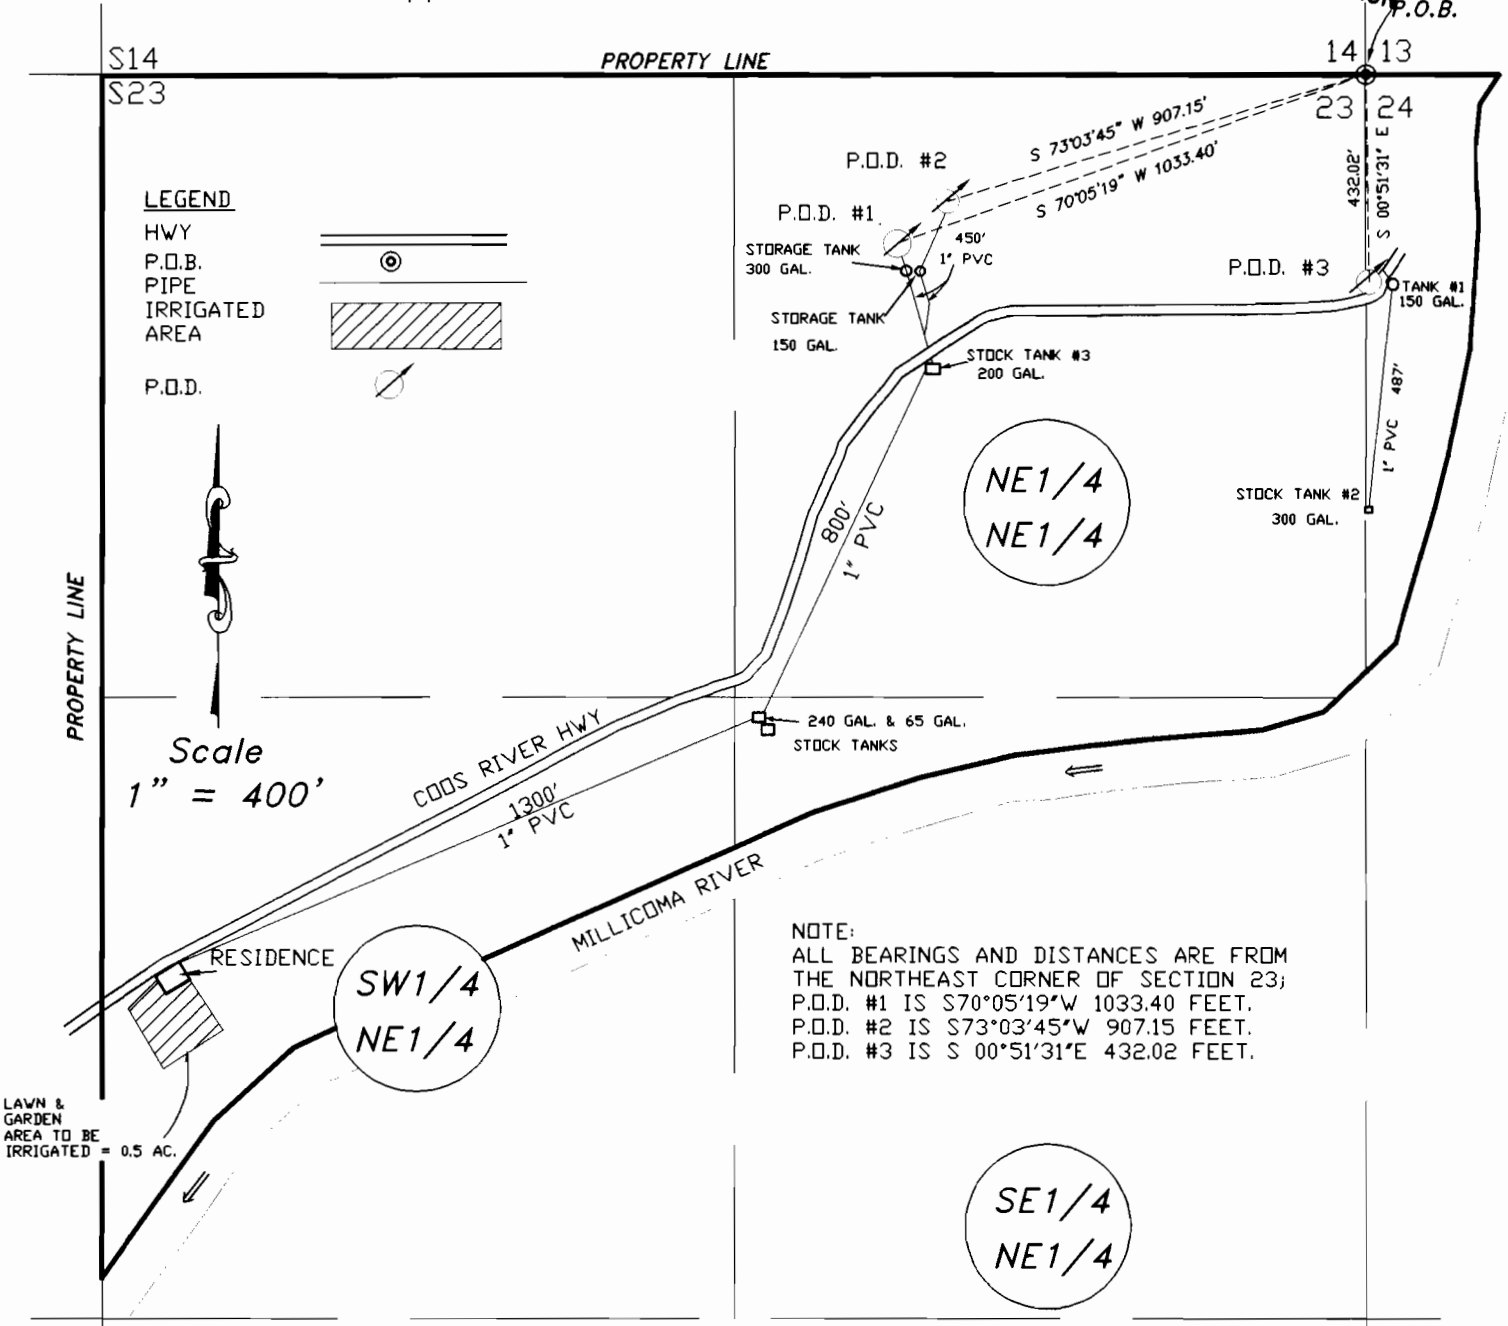 P.O.B.
S14
PROPERTY LINE
14 13
S23
23 24
S 73°03'45" W 907.15'
S 70°05'19" W 1033.40'
432.02'
S 00°51'31" E
P.O.D. #2
P.O.D. #1
STORAGE TANK
300 GAL.
450'
1" PVC
P.O.D. #3
TANK #1
150 GAL.
STORAGE TANK
150 GAL.
STOCK TANK #3
200 GAL.
LEGEND
HWY
P.O.B.
PIPE
IRRIGATED
AREA
P.O.D.
487'
1" PVC
NE1/4
NE1/4
STOCK TANK #2
300 GAL.
800'
1" PVC
PROPERTY LINE
Scale
1" = 400'
240 GAL. & 65 GAL.
STOCK TANKS
COOS RIVER HWY
1300'
1" PVC
MILLICOMA RIVER
RESIDENCE
SW1/4
NE1/4
NOTE:
ALL BEARINGS AND DISTANCES ARE FROM
THE NORTHEAST CORNER OF SECTION 23;
P.O.D. #1 IS S70°05'19"W 1033.40 FEET.
P.O.D. #2 IS S73°03'45"W 907.15 FEET.
P.O.D. #3 IS S 00°51'31"E 432.02 FEET.
LAWN &
GARDEN
AREA TO BE
IRRIGATED = 0.5 AC.
SE1/4
NE1/4